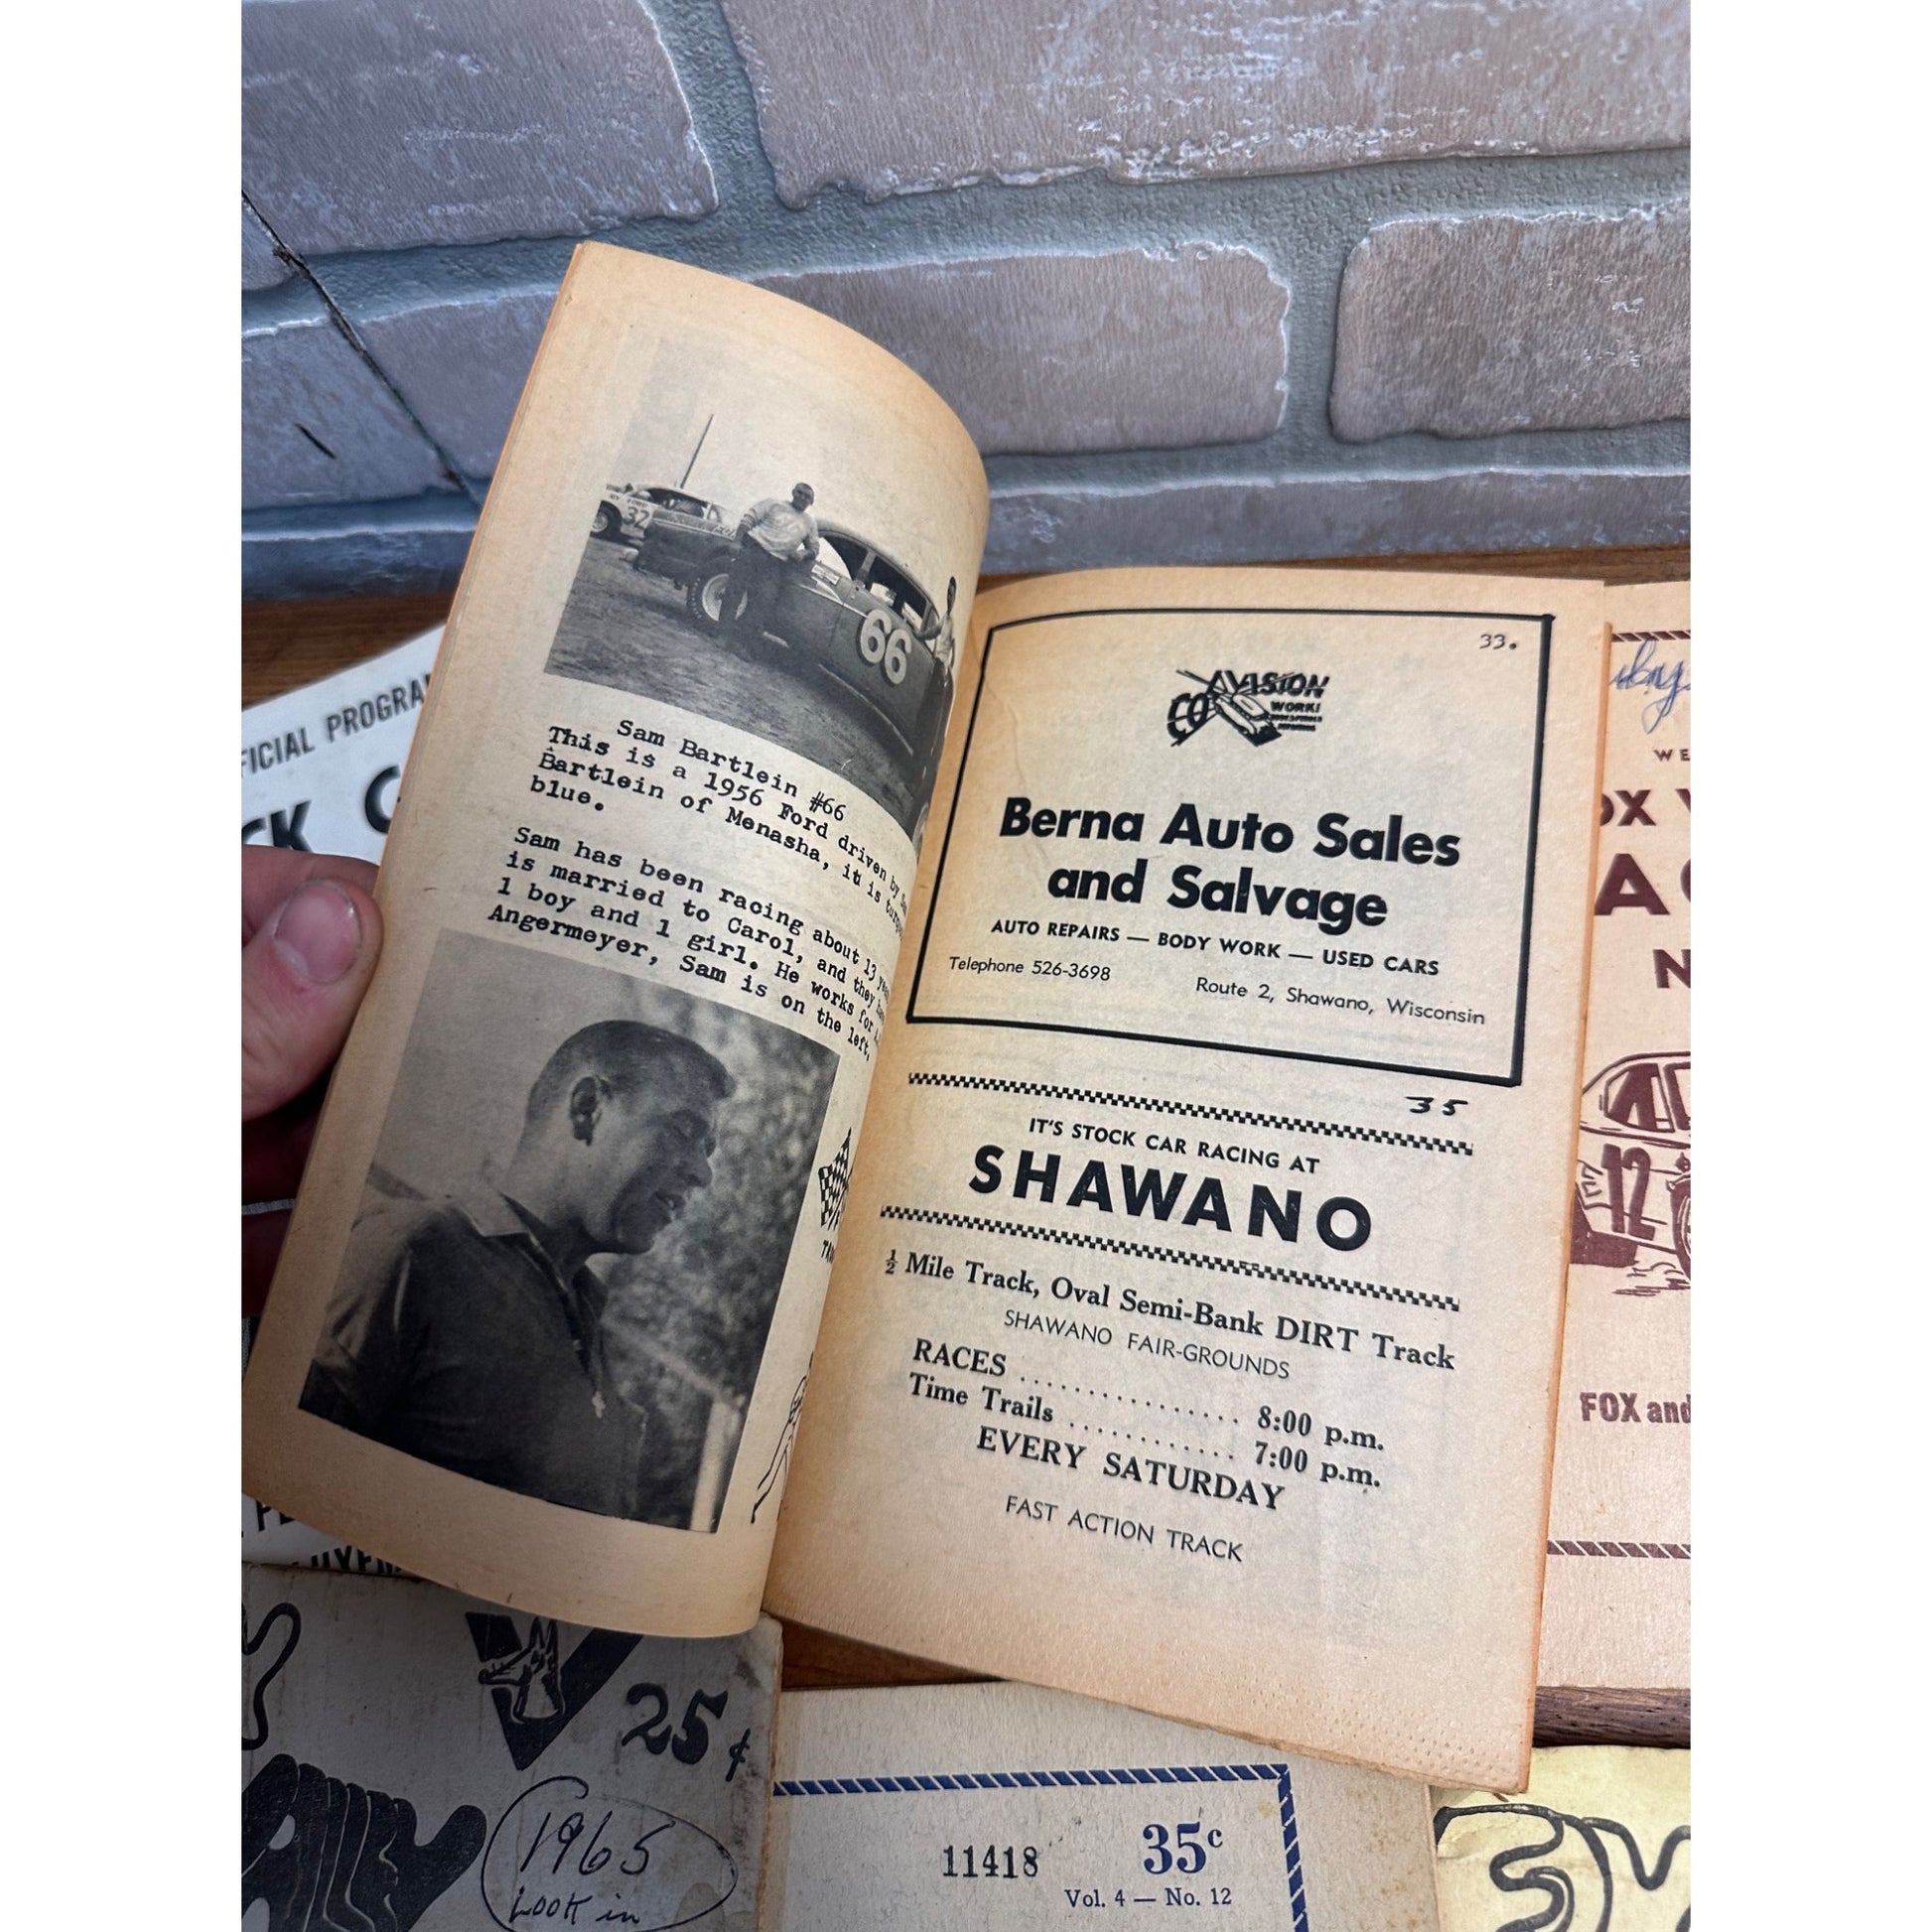 32
66
Sam Bartlein #66
This is a 1956 Ford driven by
Bartlein of Menasha, it is
blue.
Sam has been racing about 13
is married to Carol, and they have
1 boy and 1 girl. He works for
Angermeyer, Sam is on the left.
33.
AVISION
CO
WORK!
Berna Auto Sales
and Salvage
AUTO REPAIRS — BODY WORK — USED CARS
Telephone 526-3698
Route 2, Shawano, Wisconsin
35
IT'S STOCK CAR RACING AT
SHAWANO
½ Mile Track, Oval Semi-Bank DIRT Track
SHAWANO FAIR-GROUNDS
RACES .................. 8:00 p.m.
Time Trails ............. 7:00 p.m.
EVERY SATURDAY
FAST ACTION TRACK
FICIAL PROGRA
CK C
WE
OX V
AC
N
12
FOX and
25¢
1965
LOOK in
11418
35c
Vol. 4 — No. 12